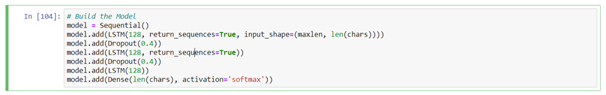 In [104]: # Build the Model
model = Sequential()
model.add(LSTM(128, return_sequences=True, input_shape=(maxlen, len(chars))))
model.add(Dropout(0.4))
model.add(LSTM(128, return_sequences=True))
model.add(Dropout(0.4))
model.add(LSTM(128))
model.add(Dense(len(chars), activation='softmax'))